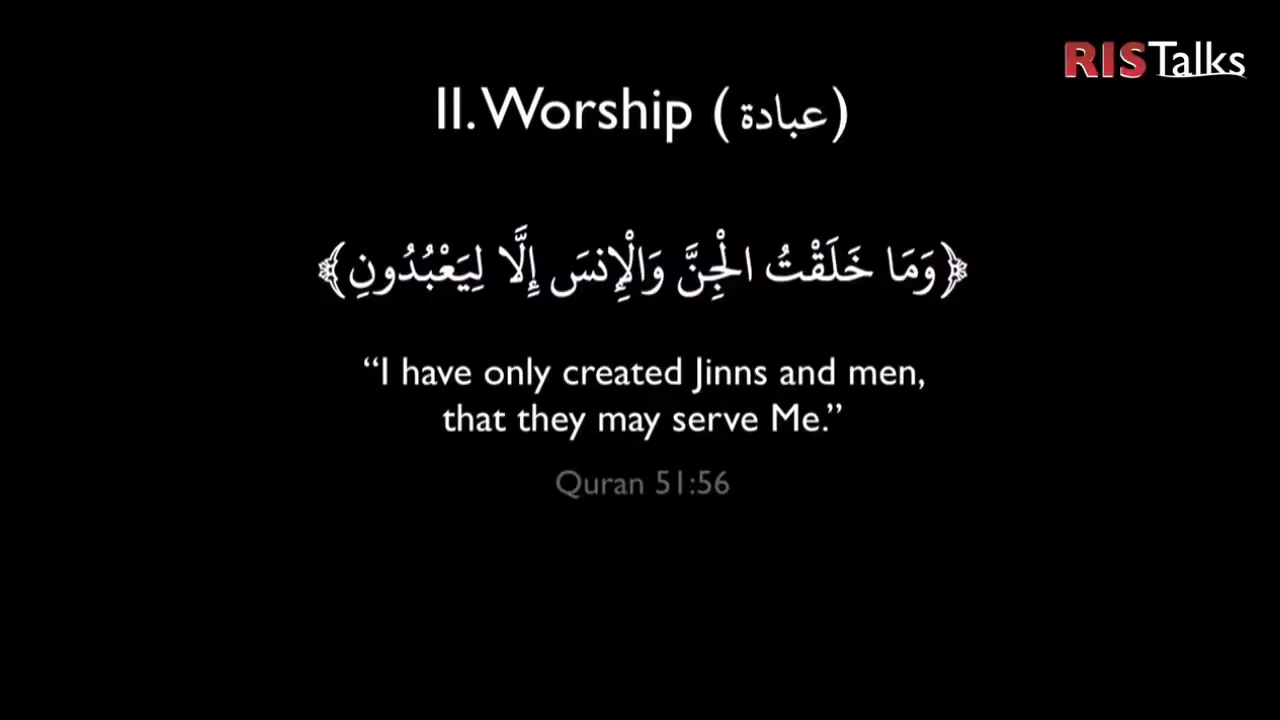 RISTalks
II. Worship (عبادة)
﴿وَمَا خَلَقْتُ الْجِنَّ وَالْإِنسَ إِلَّا لِيَعْبُدُونِ﴾
“I have only created Jinns and men,
that they may serve Me.”
Quran 51:56